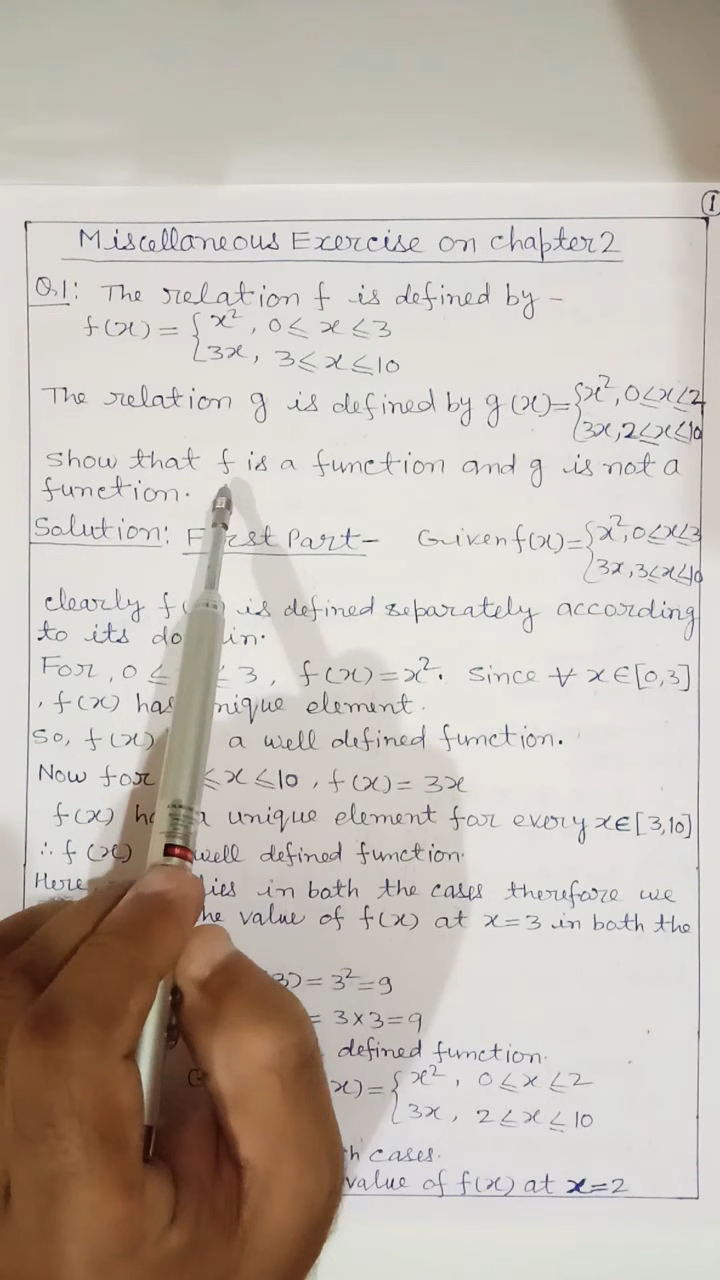 1
Miscellaneous Exercise on chapter 2
Q.1: The relation f is defined by –
f(x) = { x², 0 ≤ x ≤ 3
3x, 3 ≤ x ≤ 10
The relation g is defined by g(x) = { x², 0 ≤ x ≤ 2
3x, 2 ≤ x ≤ 10
show that f is a function and g is not a
function.
Solution: First Part – Given f(x) = { x², 0 ≤ x ≤ 3
3x, 3 ≤ x ≤ 10
clearly f is defined separately according
to its
For, 0 ≤ ≤ 3, f(x) = x². Since ∀ x ∈ [0,3]
, f(x) has unique element.
So, f(x) a well defined function.
Now for ≤ x ≤ 10, f(x) = 3x
f(x) a unique element for every x ∈ [3,10]
∴ f(x) well defined function.
Here lies in both the cases therefore we
the value of f(x) at x = 3 in both the
3) = 3² = 9
= 3 × 3 = 9
defined function.
x) = { x², 0 ≤ x ≤ 2
3x, 2 ≤ x ≤ 10
cases.
value of f(x) at x = 2